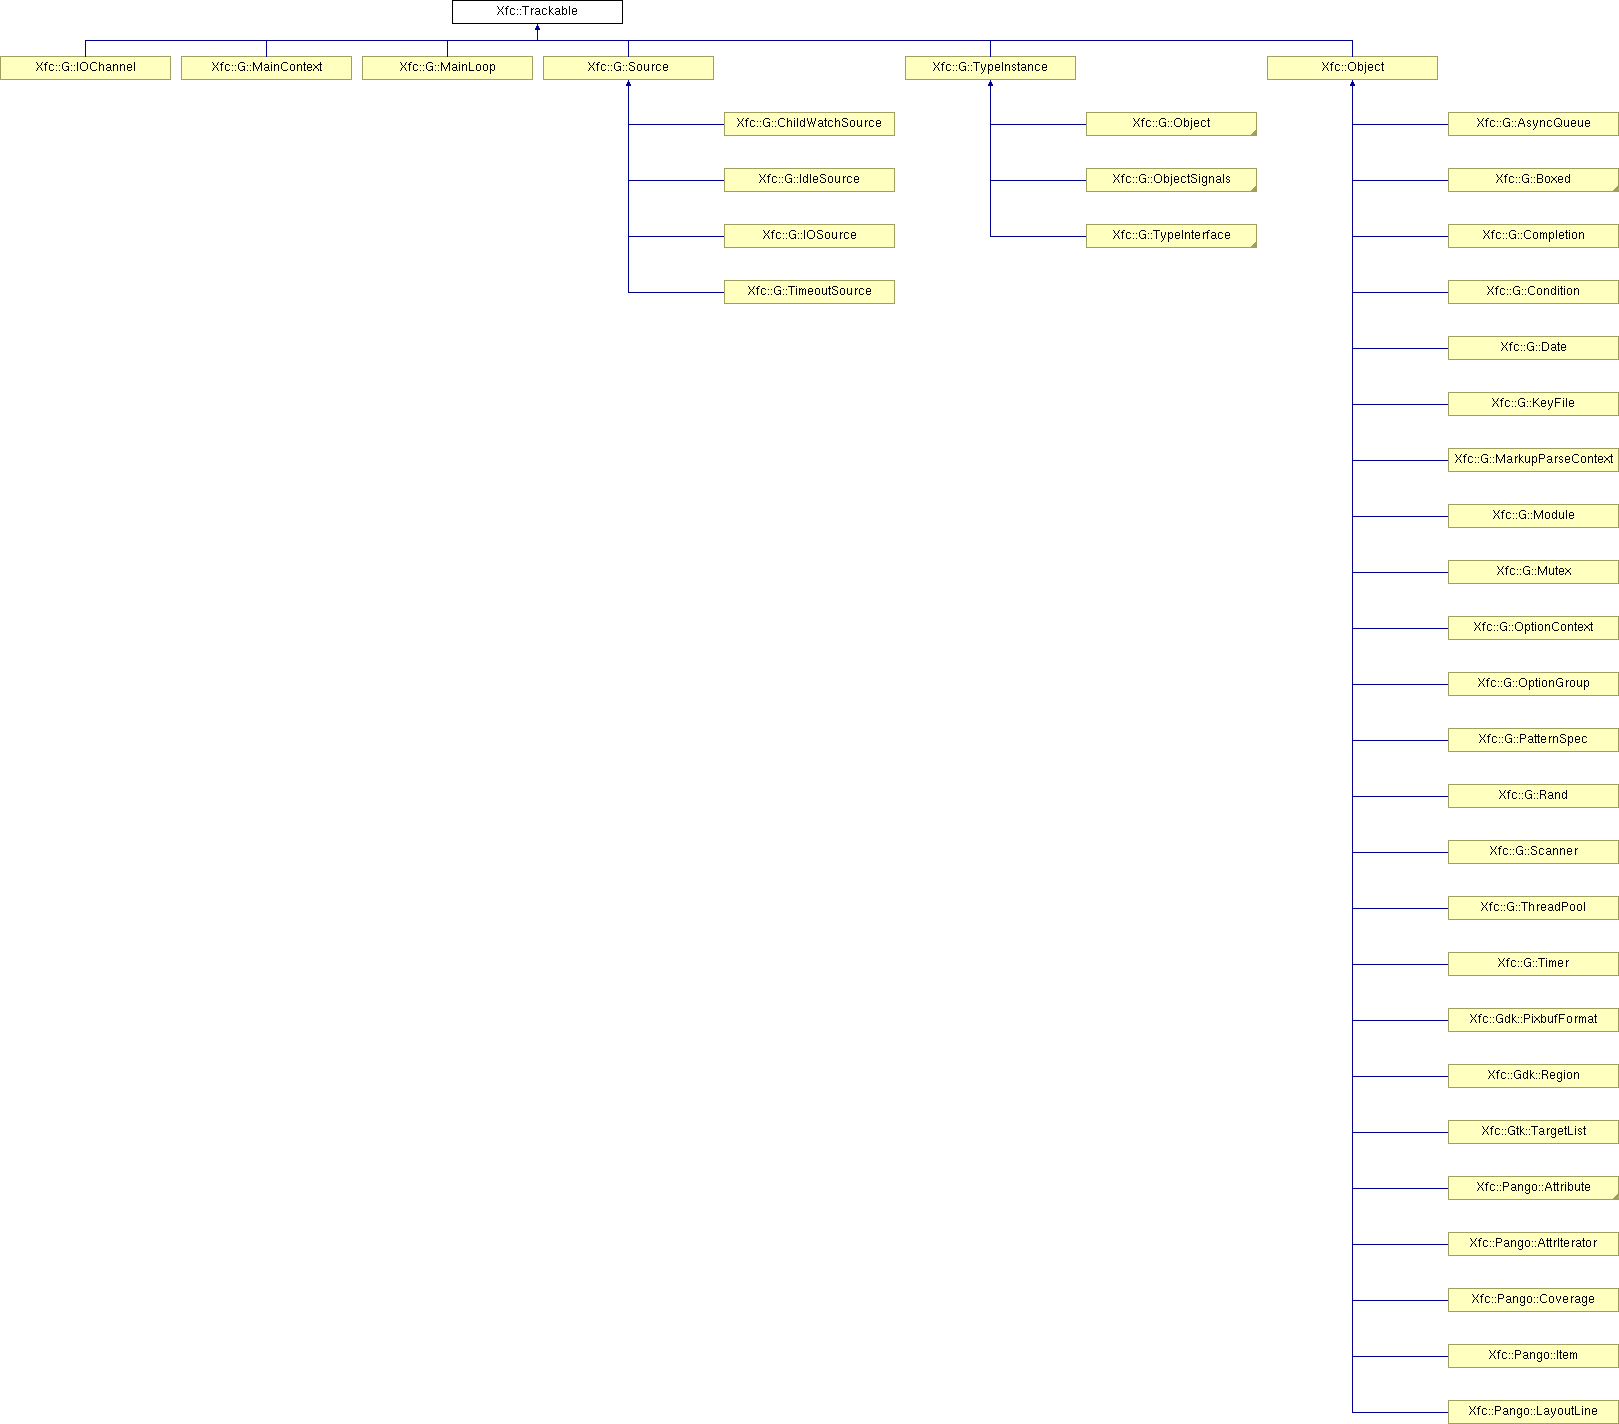 Xfc::Trackable
Xfc::G::IOChannel
Xfc::G::MainContext
Xfc::G::MainLoop
Xfc::G::Source
Xfc::G::TypeInstance
Xfc::Object
Xfc::G::ChildWatchSource
Xfc::G::Object
Xfc::G::AsyncQueue
Xfc::G::IdleSource
Xfc::G::ObjectSignals
Xfc::G::Boxed
Xfc::G::IOSource
Xfc::G::TypeInterface
Xfc::G::Completion
Xfc::G::TimeoutSource
Xfc::G::Condition
Xfc::G::Date
Xfc::G::KeyFile
Xfc::G::MarkupParseContext
Xfc::G::Module
Xfc::G::Mutex
Xfc::G::OptionContext
Xfc::G::OptionGroup
Xfc::G::PatternSpec
Xfc::G::Rand
Xfc::G::Scanner
Xfc::G::ThreadPool
Xfc::G::Timer
Xfc::Gdk::PixbufFormat
Xfc::Gdk::Region
Xfc::Gtk::TargetList
Xfc::Pango::Attribute
Xfc::Pango::AttrIterator
Xfc::Pango::Coverage
Xfc::Pango::Item
Xfc::Pango::LayoutLine